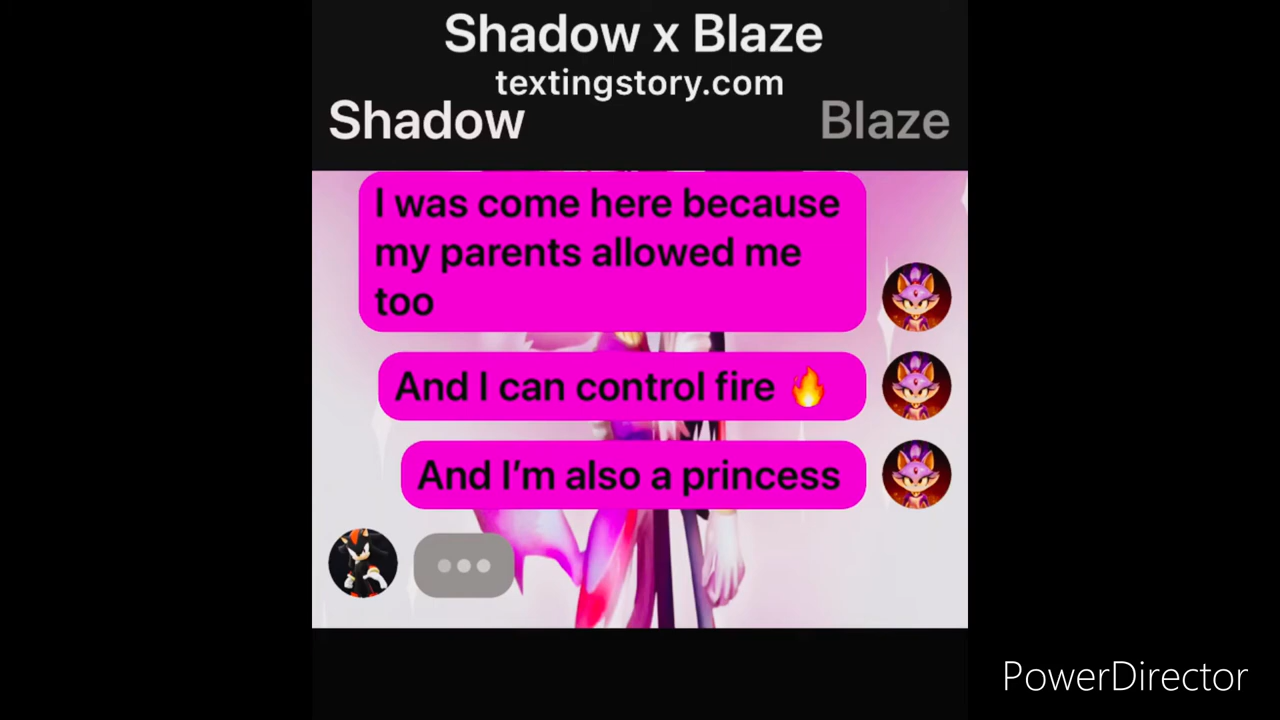 Shadow x Blaze
textingstory.com
Shadow
Blaze
I was come here because
my parents allowed me
too
And I can control fire 🔥
And I’m also a princess
PowerDirector